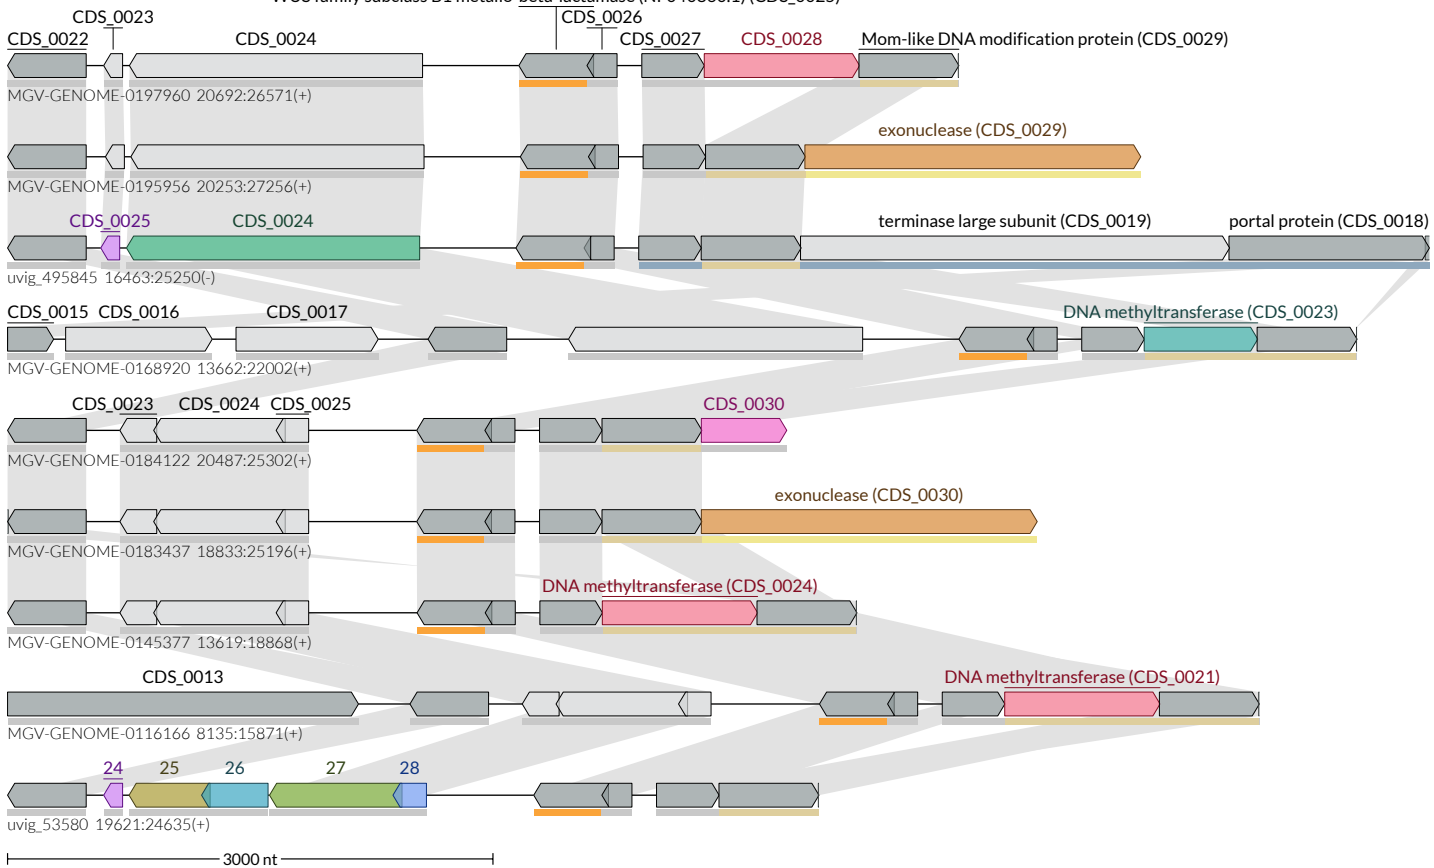 beta-lactamase
CDS_0023 CDS_0026
CDS_0022 CDS_0024 CDS_0027 CDS_0028 Mom-like DNA modification protein (CDS_0029)
MGV-GENOME-0197960 20692:26571(+)
exonuclease (CDS_0029)
MGV-GENOME-0195956 20253:27256(+)
CDS_0025 CDS_0024 terminase large subunit (CDS_0019) portal protein (CDS_0018)
uvig_495845 16463:25250(-)
CDS_0015 CDS_0016 CDS_0017 DNA methyltransferase (CDS_0023)
MGV-GENOME-0168920 13662:22002(+)
CDS_0023 CDS_0024 CDS_0025 CDS_0030
MGV-GENOME-0184122 20487:25302(+)
exonuclease (CDS_0030)
MGV-GENOME-0183437 18833:25196(+)
DNA methyltransferase (CDS_0024)
MGV-GENOME-0145377 13619:18868(+)
CDS_0013 DNA methyltransferase (CDS_0021)
MGV-GENOME-0116166 8135:15871(+)
24 25 26 27 28
uvig_53580 19621:24635(+)
3000 nt